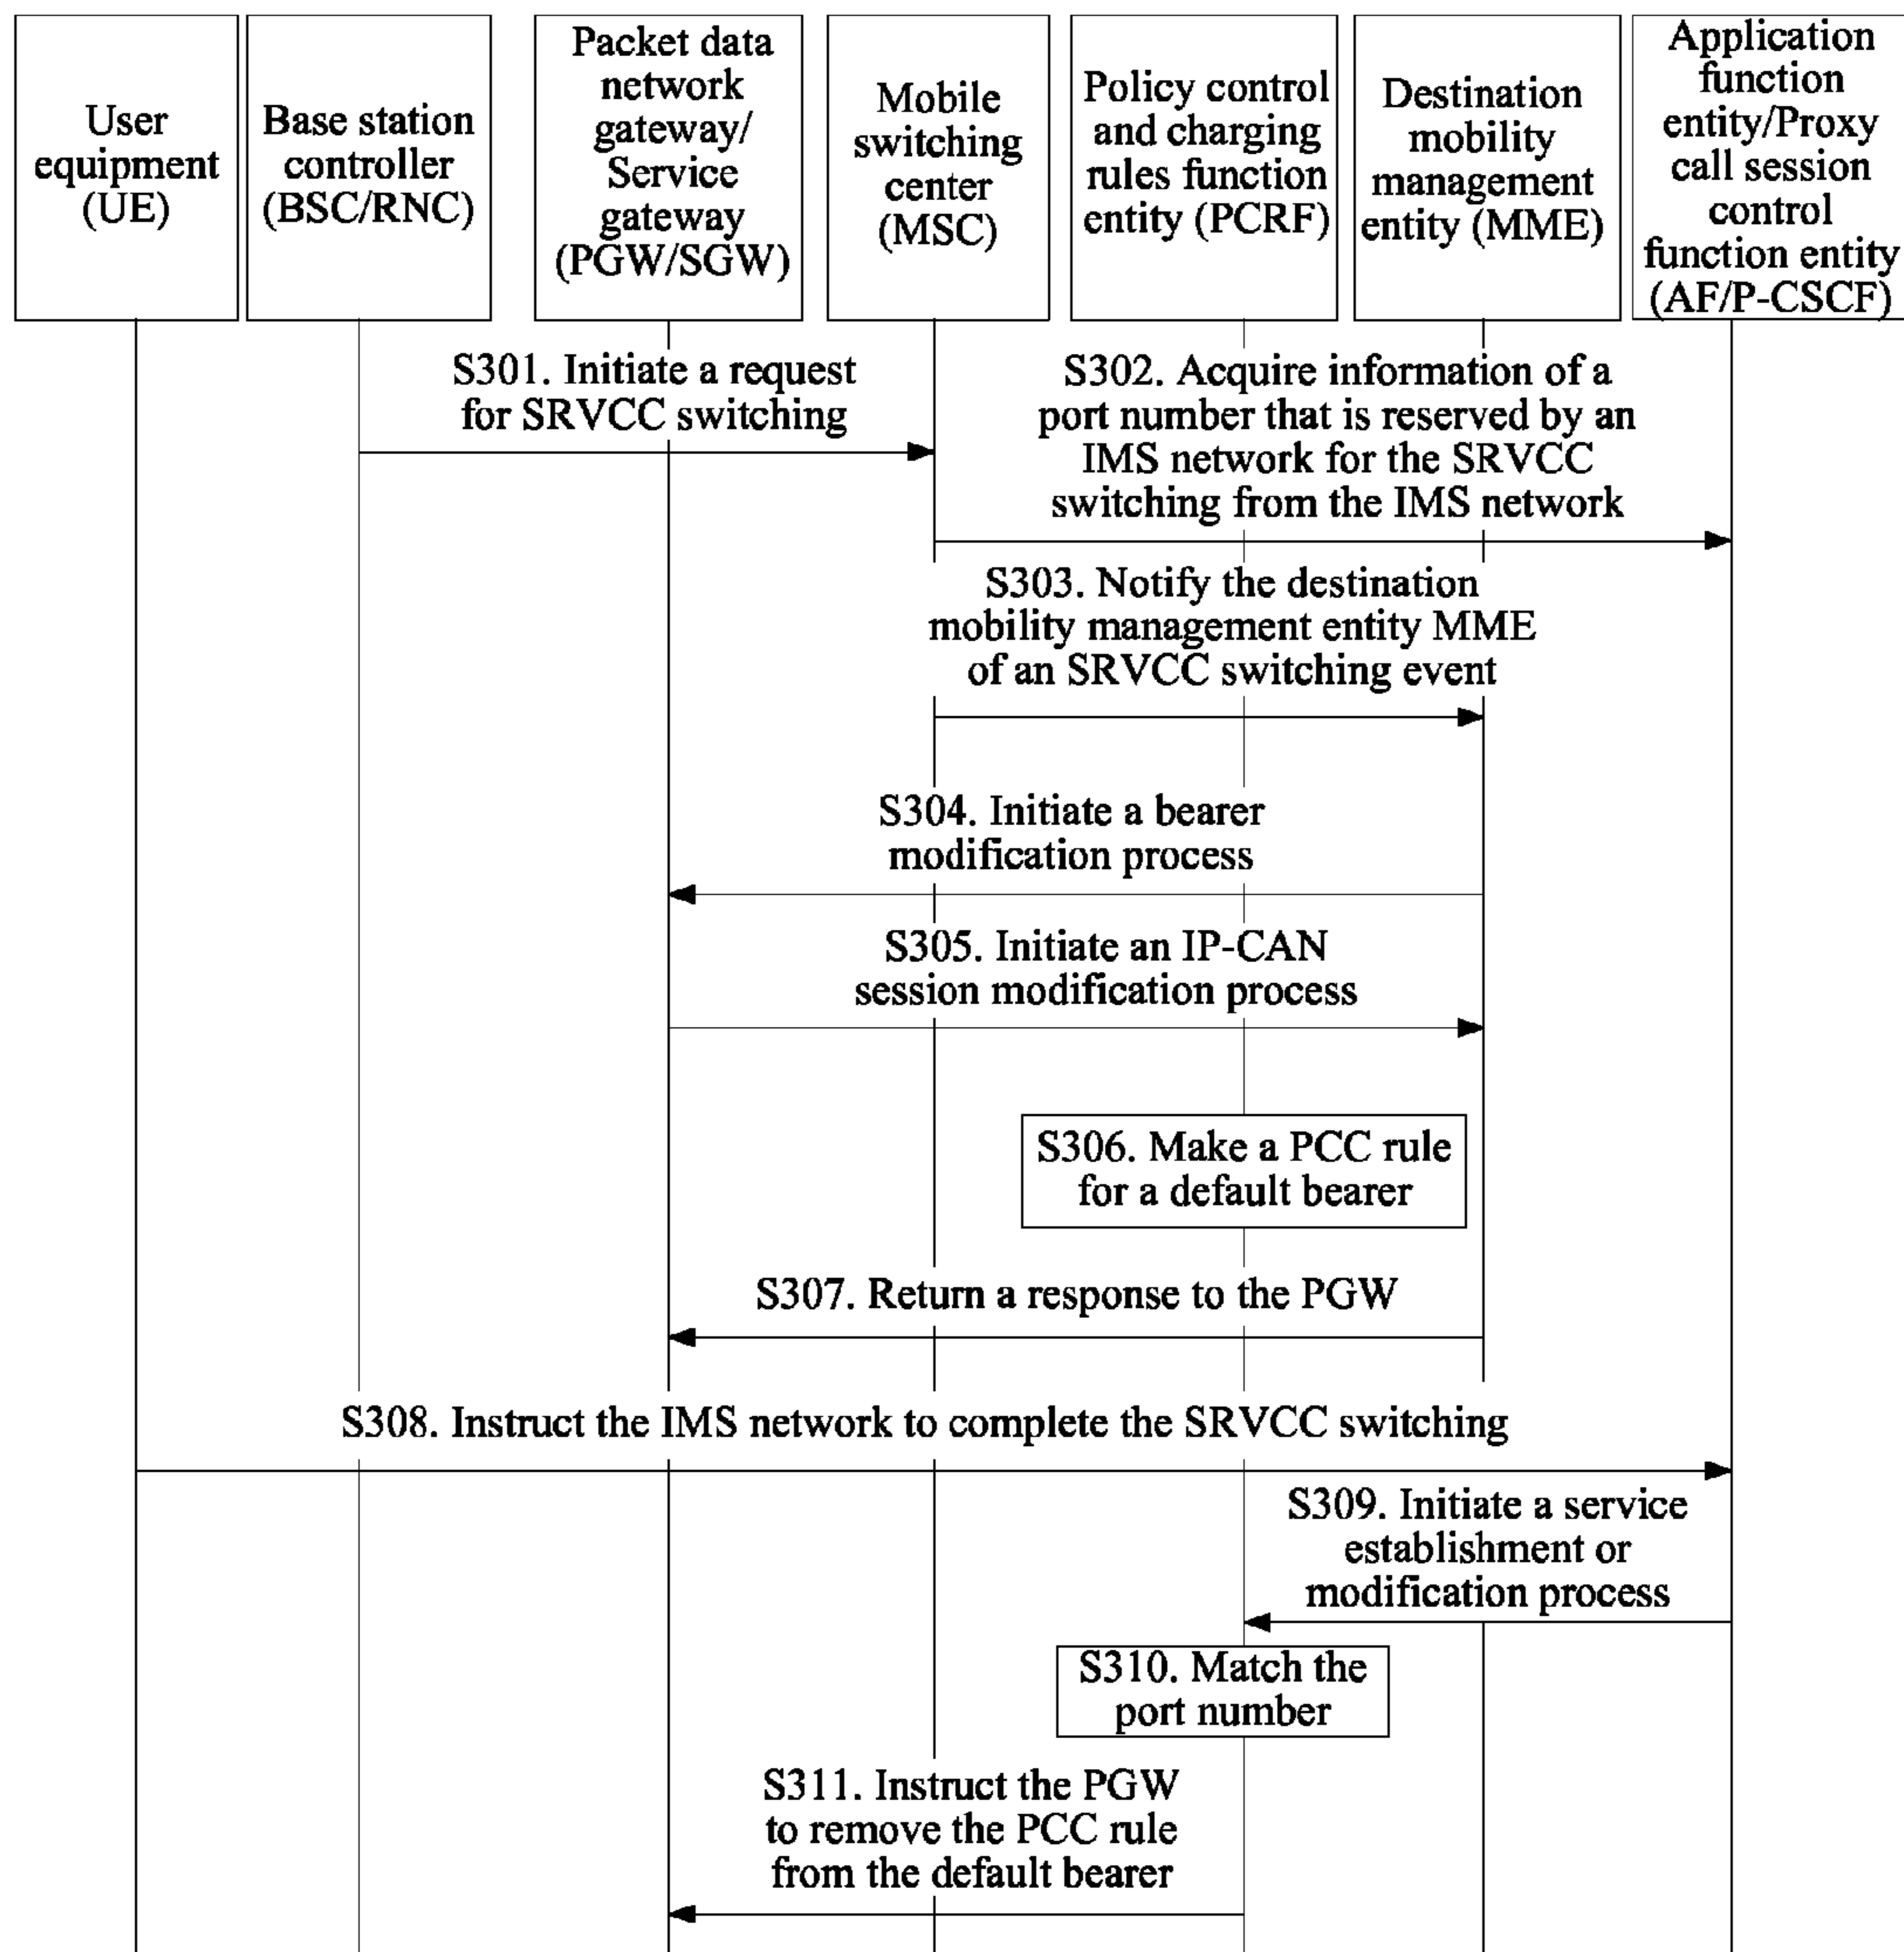 User
equipment
(UE)
Base station
controller
(BSC/RNC)
Packet data
network
gateway/
Service
gateway
(PGW/SGW)
Mobile
switching
center
(MSC)
Policy control
and charging
rules function
entity (PCRF)
Destination
mobility
management
entity (MME)
Application
function
entity/Proxy
call session
control
function entity
(AF/P-CSCF)
S301. Initiate a request
for SRVCC switching
S302. Acquire information of a
port number that is reserved by an
IMS network for the SRVCC
switching from the IMS network
S303. Notify the destination
mobility management entity MME
of an SRVCC switching event
S304. Initiate a bearer
modification process
S305. Initiate an IP-CAN
session modification process
S306. Make a PCC rule
for a default bearer
S307. Return a response to the PGW
S308. Instruct the IMS network to complete the SRVCC switching
S309. Initiate a service
establishment or
modification process
S310. Match the
port number
S311. Instruct the PGW
to remove the PCC rule
from the default bearer